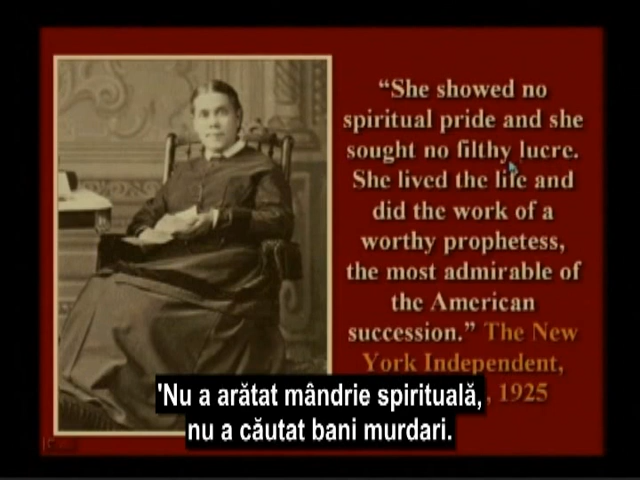 “She showed no
spiritual pride and she
sought no filthy lucre.
She lived the life and
did the work of a
worthy prophetess,
the most admirable of
the American
succession.” The New
York Independent,
, 1925
'Nu a arătat mândrie spirituală,
nu a căutat bani murdari.